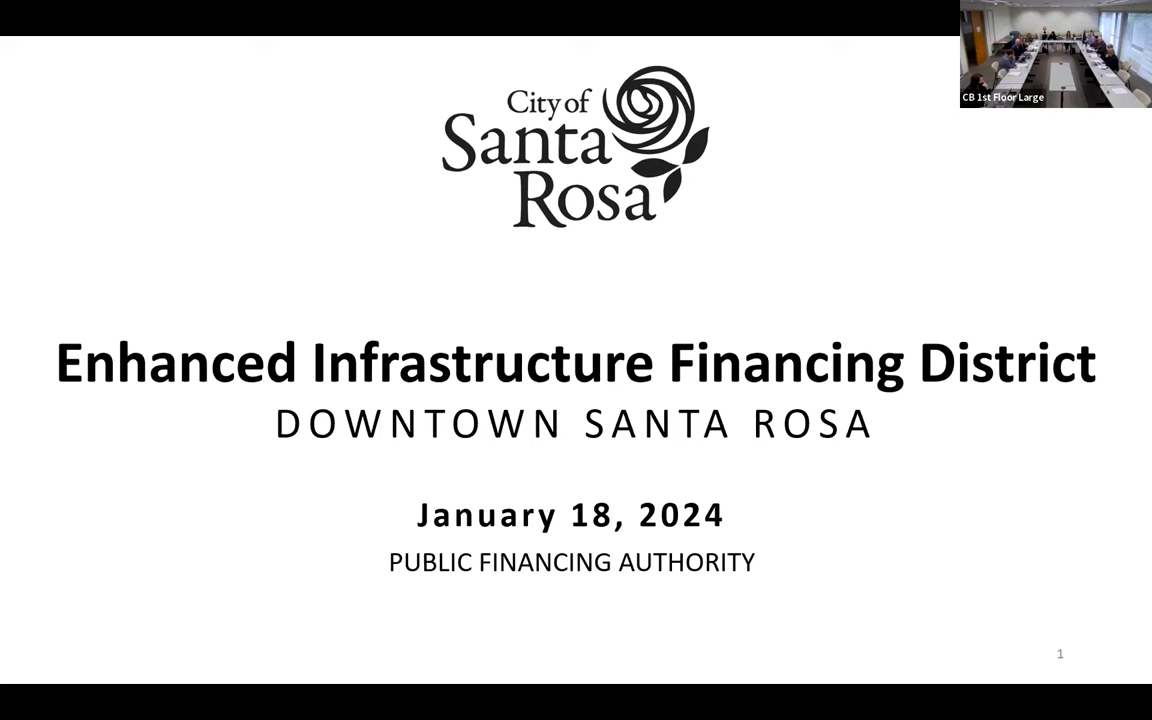 CB 1st Floor Large
City of
Santa
Rosa
Enhanced Infrastructure Financing District
DOWNTOWN SANTA ROSA
January 18, 2024
PUBLIC FINANCING AUTHORITY
1